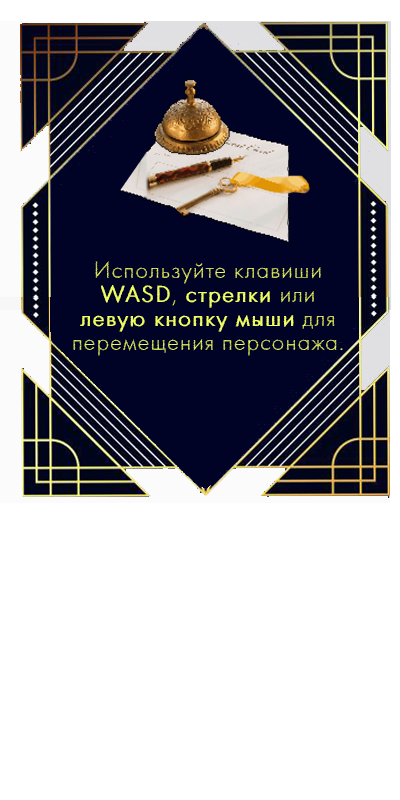 Используйте клавиши
WASD, стрелки или
левую кнопку мыши для
перемещения персонажа.